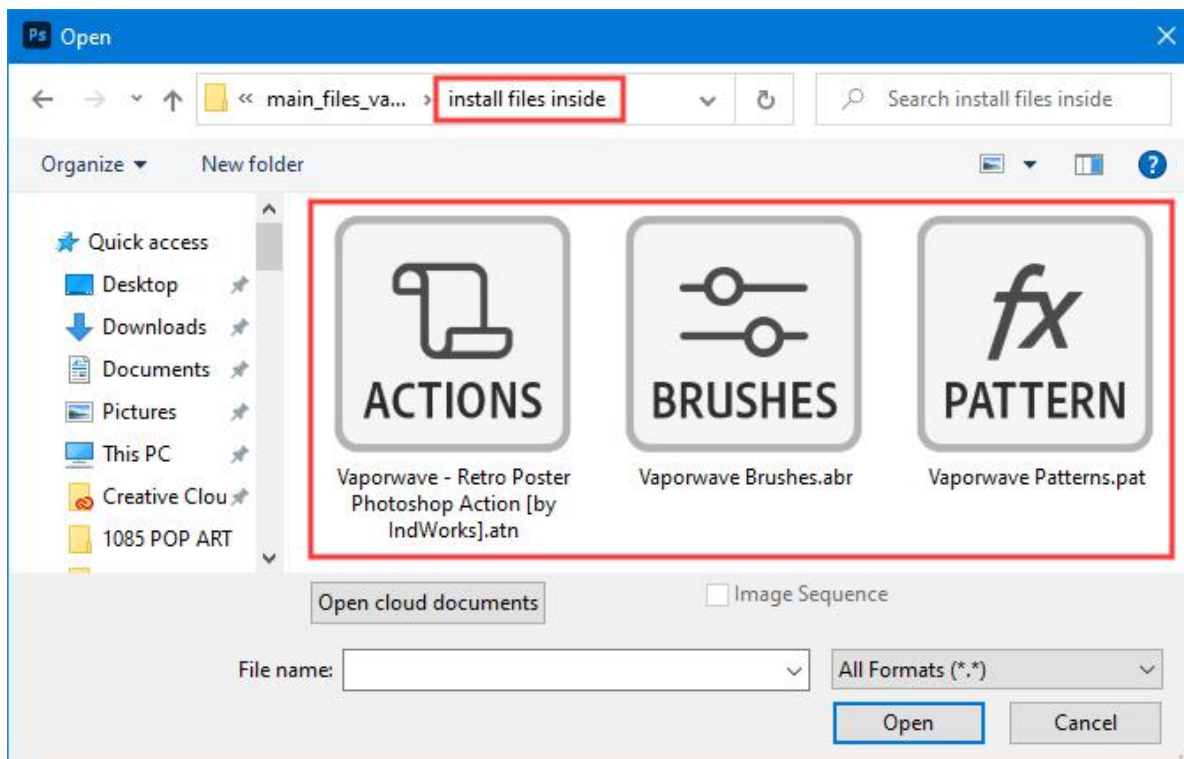 Ps Open
« main_files_va... › install files inside
Search install files inside
Organize New folder
?
Quick access
Desktop
Downloads
Documents
Pictures
This PC
Creative Clou
1085 POP ART
ACTIONS
Vaporwave - Retro Poster
Photoshop Action [by
IndWorks].atn
BRUSHES
Vaporwave Brushes.abr
fx
PATTERN
Vaporwave Patterns.pat
Open cloud documents
Image Sequence
File name:
All Formats (*.*)
Open Cancel